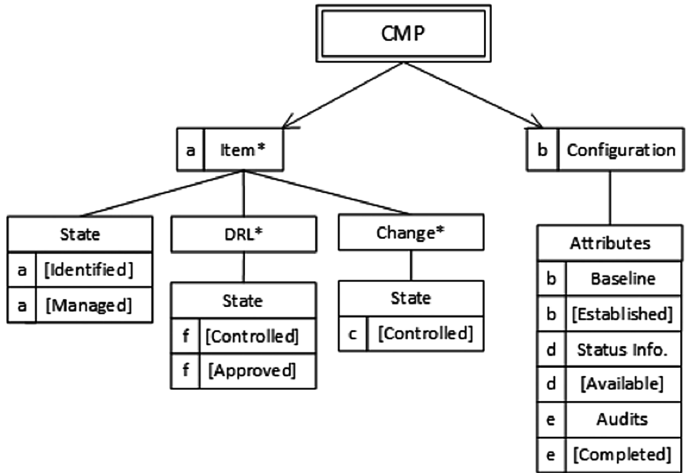 CMP
a Item*
b Configuration
State
a [Identified]
a [Managed]
DRL*
State
f [Controlled]
f [Approved]
Change*
State
c [Controlled]
Attributes
b Baseline
b [Established]
d Status Info.
d [Available]
e Audits
e [Completed]